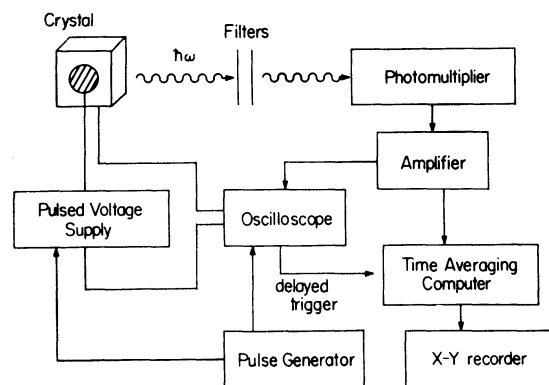 Crystal
ħω
Filters
Photomultiplier
Amplifier
Pulsed Voltage
Supply
Oscilloscope
delayed
trigger
Time Averaging
Computer
Pulse Generator
X-Y recorder